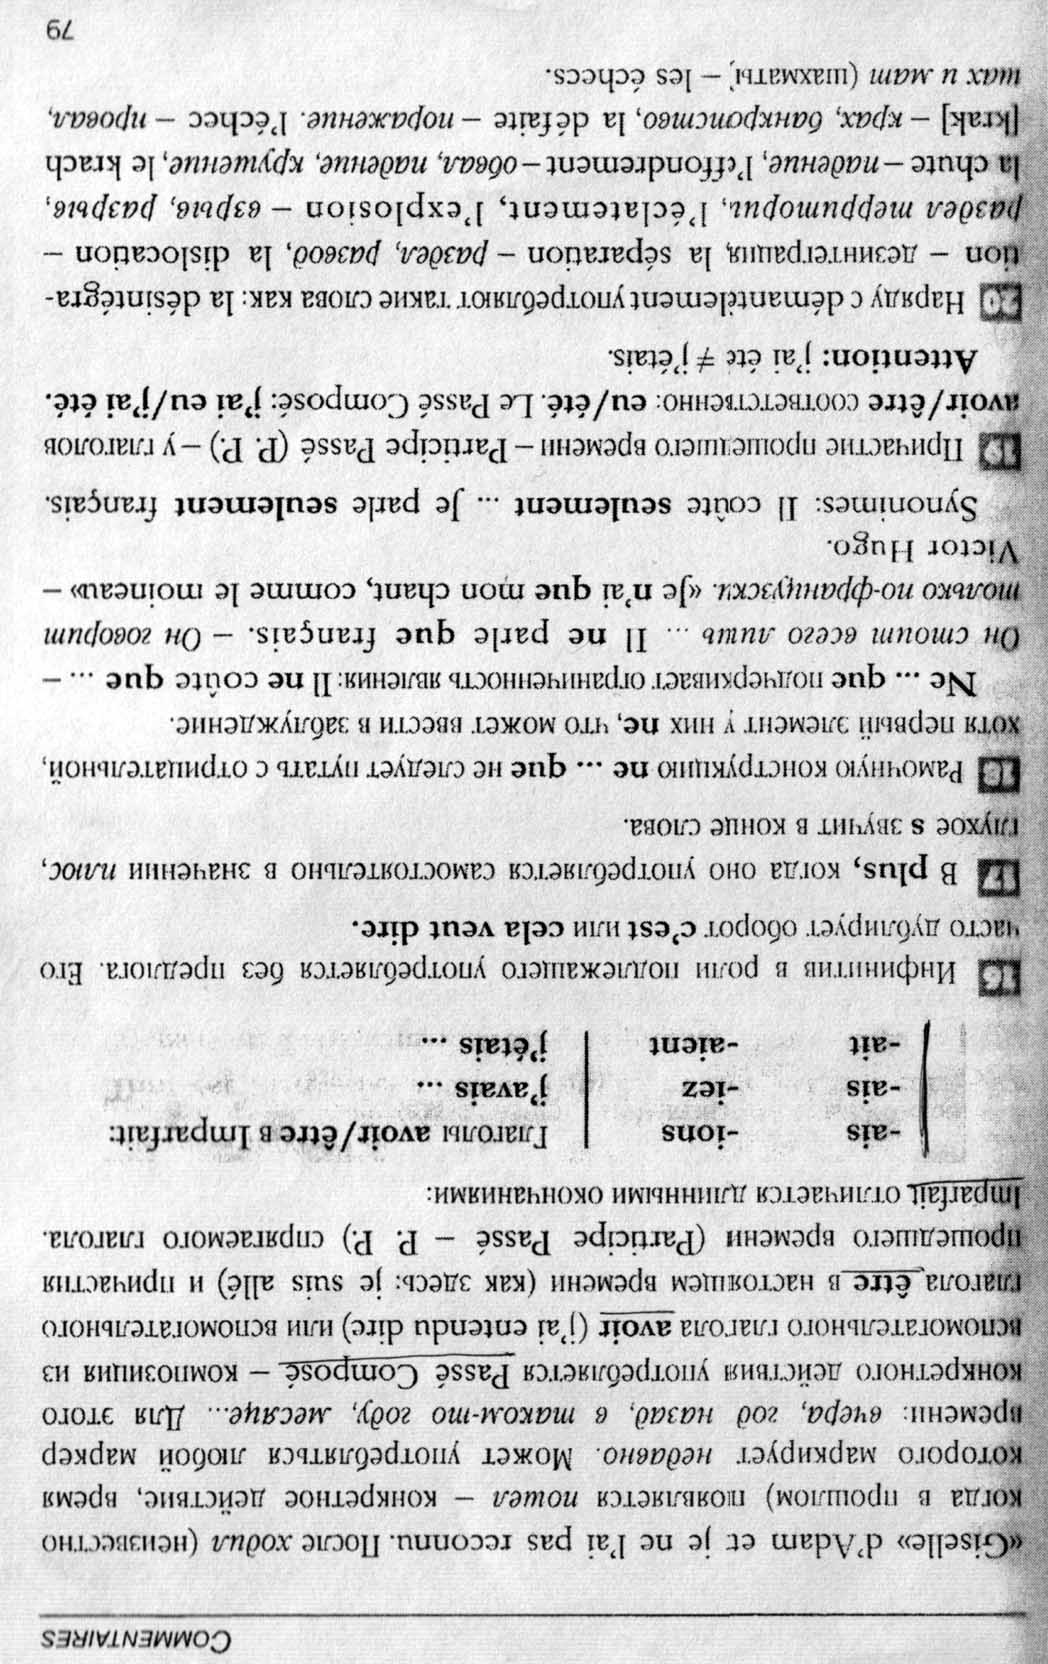 COMMENTAIRES
«Giselle» d'Adam et je ne l'ai pas reconnu. После ходил (неизвестно
когда в прошлом) появляется потел – конкретное действие, время
которого маркирует недавно. Может употребляться любой маркер
времени: вчера, год назад, в таком-то году, месяце... Для этого
конкретного действия употребляется Passé Composé – композиция из
вспомогательного глагола avoir (j'ai entendu dire) или вспомогательного
глагола être в настоящем времени (как здесь: je suis allé) и причастия
прошедшего времени (Participe Passé – P. P.) спрягаемого глагола.
Imparfait отличается длинными окончаниями:
-ais -ions Глаголы avoir/être в Imparfait:
-ais -iez j'avais ...
-ait -aient j'étais ...
16 Инфинитив в роли подлежащего употребляется без предлога. Его
часто дублирует оборот c'est или cela veut dire.
17 В plus, когда оно употребляется самостоятельно в значении плюс,
глухое s звучит в конце слова.
18 Рамочную конструкцию ne ... que не следует путать с отрицательной,
хотя первый элемент у них ne, что может ввести в заблуждение.
Ne ... que подчеркивает ограниченность явления: Il ne coûte que ... –
Он стоит всего лишь ... Il ne parle que français. – Он говорит
только по-французски. «Je n'ai que mon chant, comme le moineau» –
Victor Hugo.
Synonimes: Il coûte seulement ... Je parle seulement français.
19 Причастие прошедшего времени – Participe Passé (P. P.) – у глаголов
avoir/être соответственно: eu/été. Le Passé Composé: j'ai eu/j'ai été.
Attention: j'ai été ≠ j'étais.
20 Наряду с démantèlement употребляют такие слова как: la désintégra-
tion – дезинтеграция, la séparation – раздел, развод, la dislocation –
раздел территории, l'éclatement, l'explosion – взрыв, разрыв,
la chute – падение, l'effondrement – обвал, падение, крушение, le krach
[krak] – крах, банкротство, la défaite – поражение. l'échec – провал,
шах и мат (шахматы) – les échecs.
79